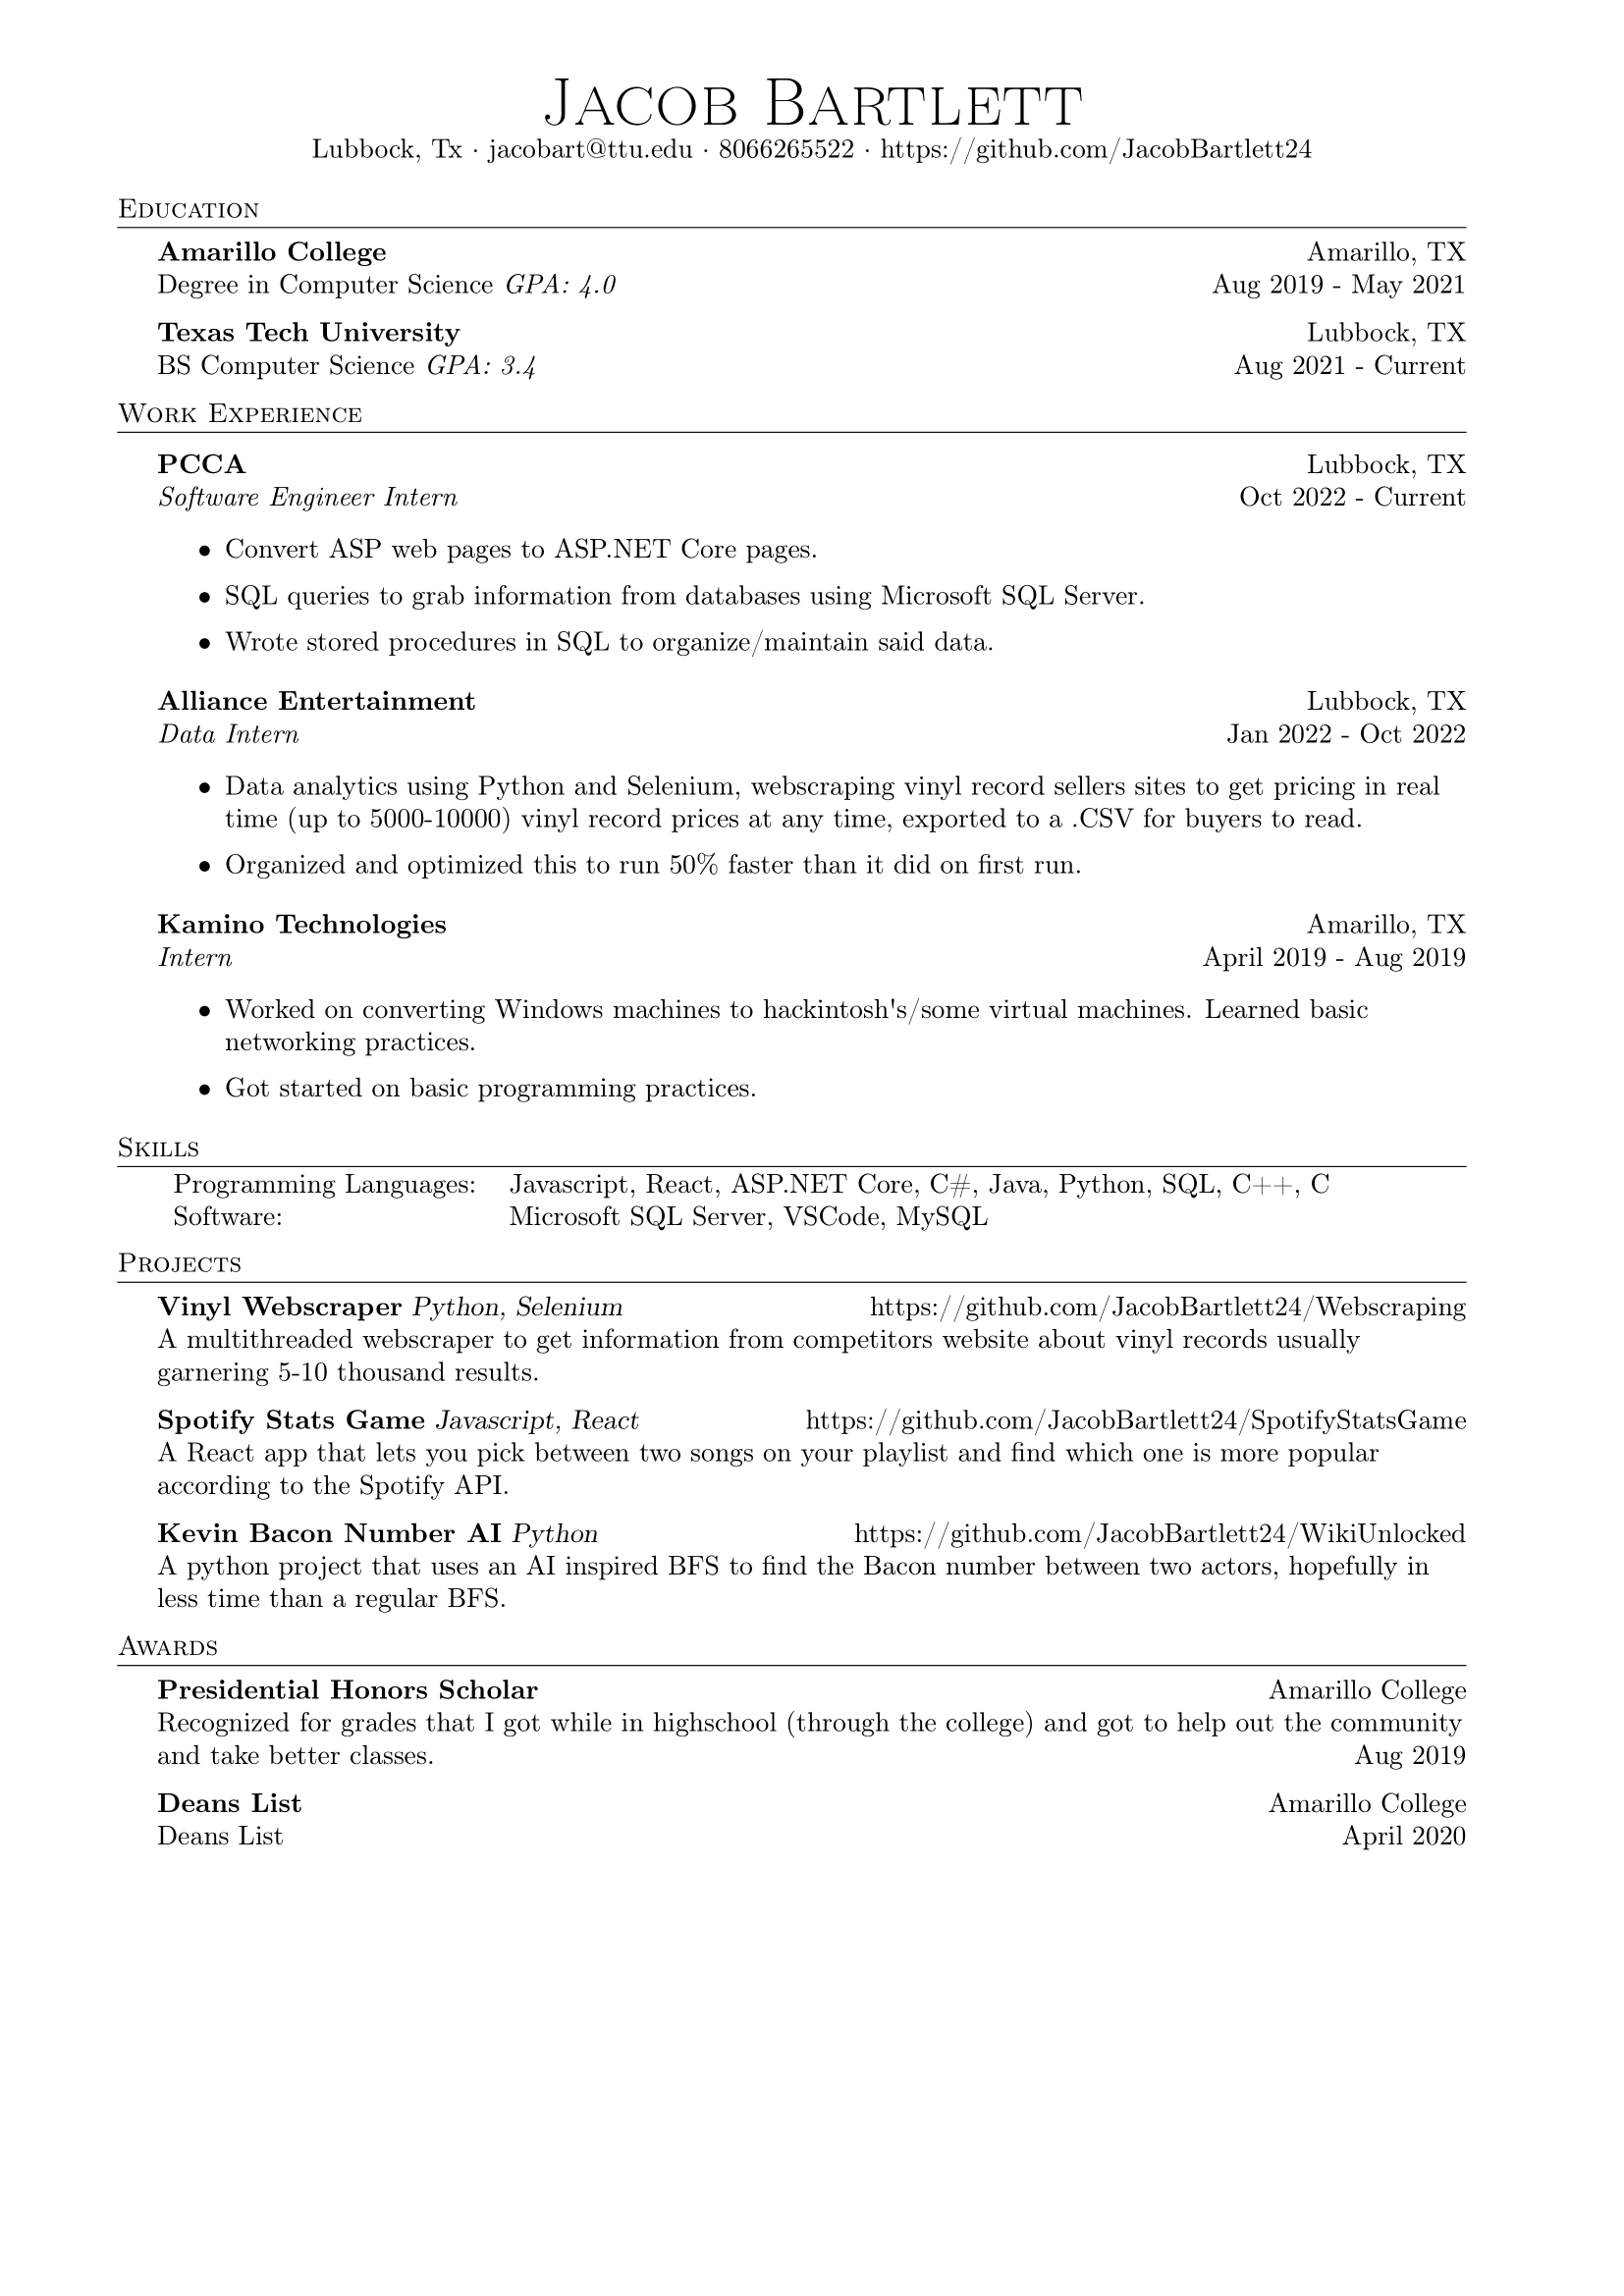 Jacob Bartlett
Lubbock, Tx · jacobart@ttu.edu · 8066265522 · https://github.com/JacobBartlett24
Education
Amarillo College Amarillo, TX
Degree in Computer Science GPA: 4.0 Aug 2019 - May 2021
Texas Tech University Lubbock, TX
BS Computer Science GPA: 3.4 Aug 2021 - Current
Work Experience
PCCA Lubbock, TX
Software Engineer Intern Oct 2022 - Current
• Convert ASP web pages to ASP.NET Core pages.
• SQL queries to grab information from databases using Microsoft SQL Server.
• Wrote stored procedures in SQL to organize/maintain said data.
Alliance Entertainment Lubbock, TX
Data Intern Jan 2022 - Oct 2022
• Data analytics using Python and Selenium, webscraping vinyl record sellers sites to get pricing in real
time (up to 5000-10000) vinyl record prices at any time, exported to a .CSV for buyers to read.
• Organized and optimized this to run 50% faster than it did on first run.
Kamino Technologies Amarillo, TX
Intern April 2019 - Aug 2019
• Worked on converting Windows machines to hackintosh's/some virtual machines. Learned basic
networking practices.
• Got started on basic programming practices.
Skills
Programming Languages: Javascript, React, ASP.NET Core, C#, Java, Python, SQL, C++, C
Software: Microsoft SQL Server, VSCode, MySQL
Projects
Vinyl Webscraper Python, Selenium https://github.com/JacobBartlett24/Webscraping
A multithreaded webscraper to get information from competitors website about vinyl records usually
garnering 5-10 thousand results.
Spotify Stats Game Javascript, React https://github.com/JacobBartlett24/SpotifyStatsGame
A React app that lets you pick between two songs on your playlist and find which one is more popular
according to the Spotify API.
Kevin Bacon Number AI Python https://github.com/JacobBartlett24/WikiUnlocked
A python project that uses an AI inspired BFS to find the Bacon number between two actors, hopefully in
less time than a regular BFS.
Awards
Presidential Honors Scholar Amarillo College
Recognized for grades that I got while in highschool (through the college) and got to help out the community
and take better classes. Aug 2019
Deans List Amarillo College
Deans List April 2020